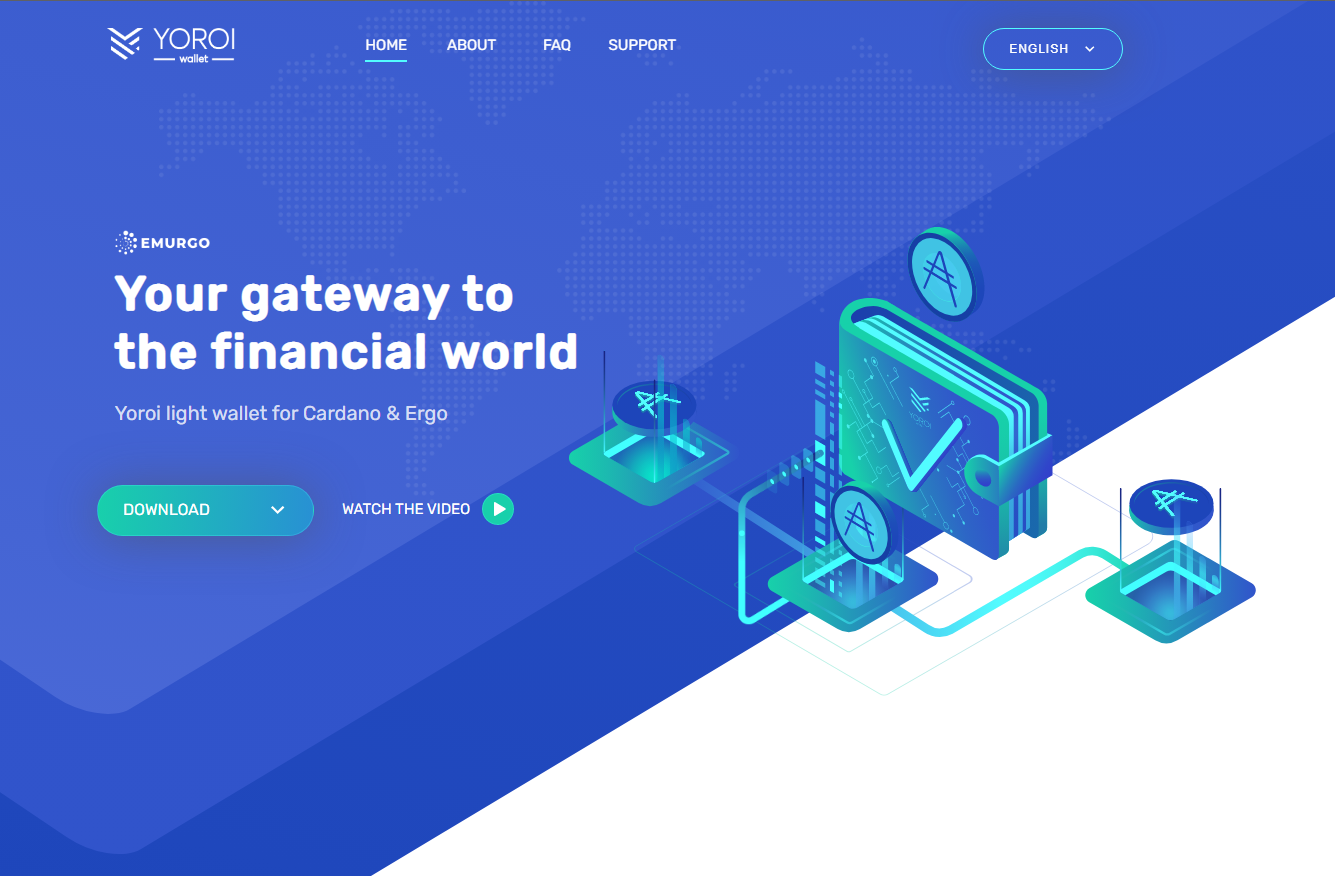 YOROI
wallet
HOME
ABOUT
FAQ
SUPPORT
ENGLISH
EMURGO
Your gateway to
the financial world
Yoroi light wallet for Cardano & Ergo
DOWNLOAD
WATCH THE VIDEO
YOROI